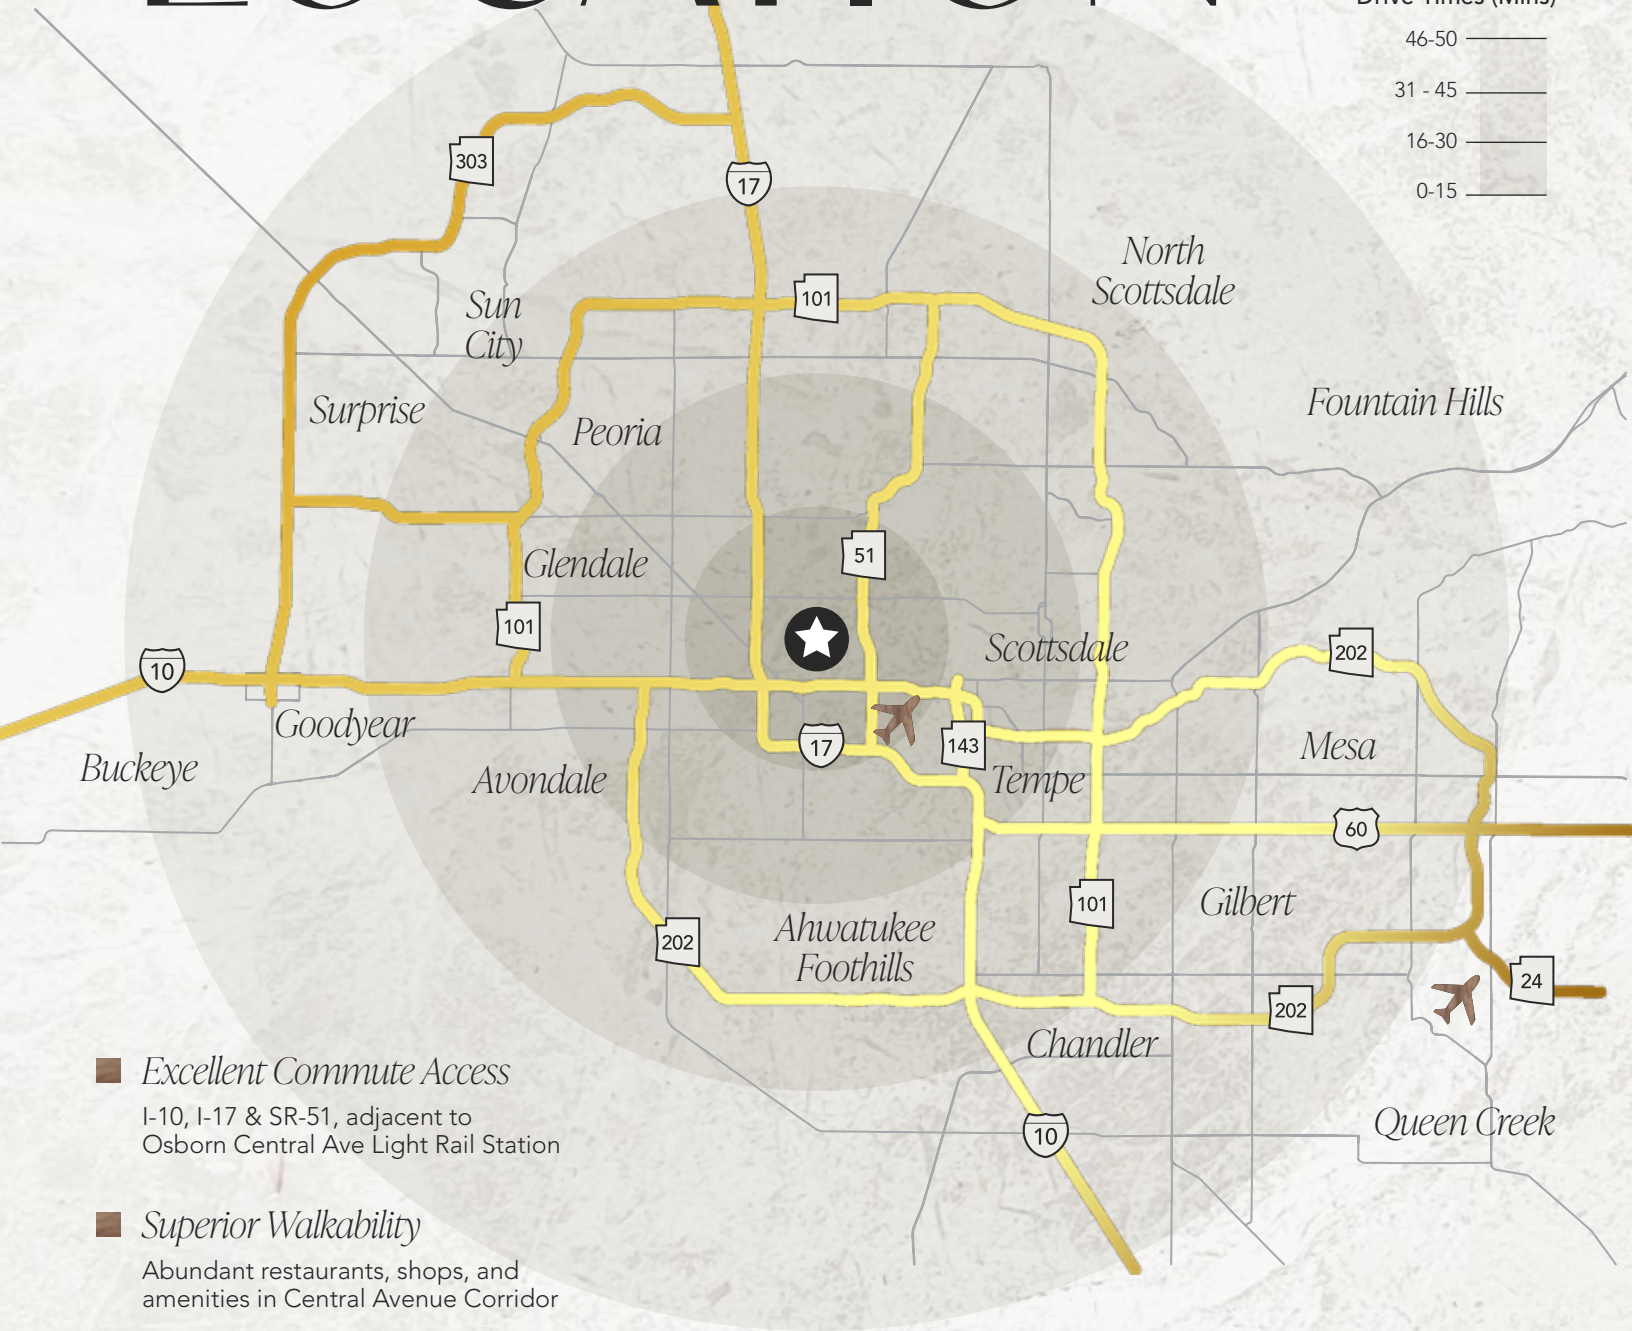 LOCATION
Drive Times (Mins)
46-50
31 - 45
16-30
0-15
303
17
101
North
Scottsdale
Sun
City
Surprise
Peoria
Fountain Hills
51
Glendale
101
10
Scottsdale
202
Goodyear
Buckeye
Avondale
17
143
Tempe
Mesa
60
101
Gilbert
202
Ahwatukee
Foothills
24
202
Chandler
10
Queen Creek
Excellent Commute Access
I-10, I-17 & SR-51, adjacent to
Osborn Central Ave Light Rail Station
Superior Walkability
Abundant restaurants, shops, and
amenities in Central Avenue Corridor